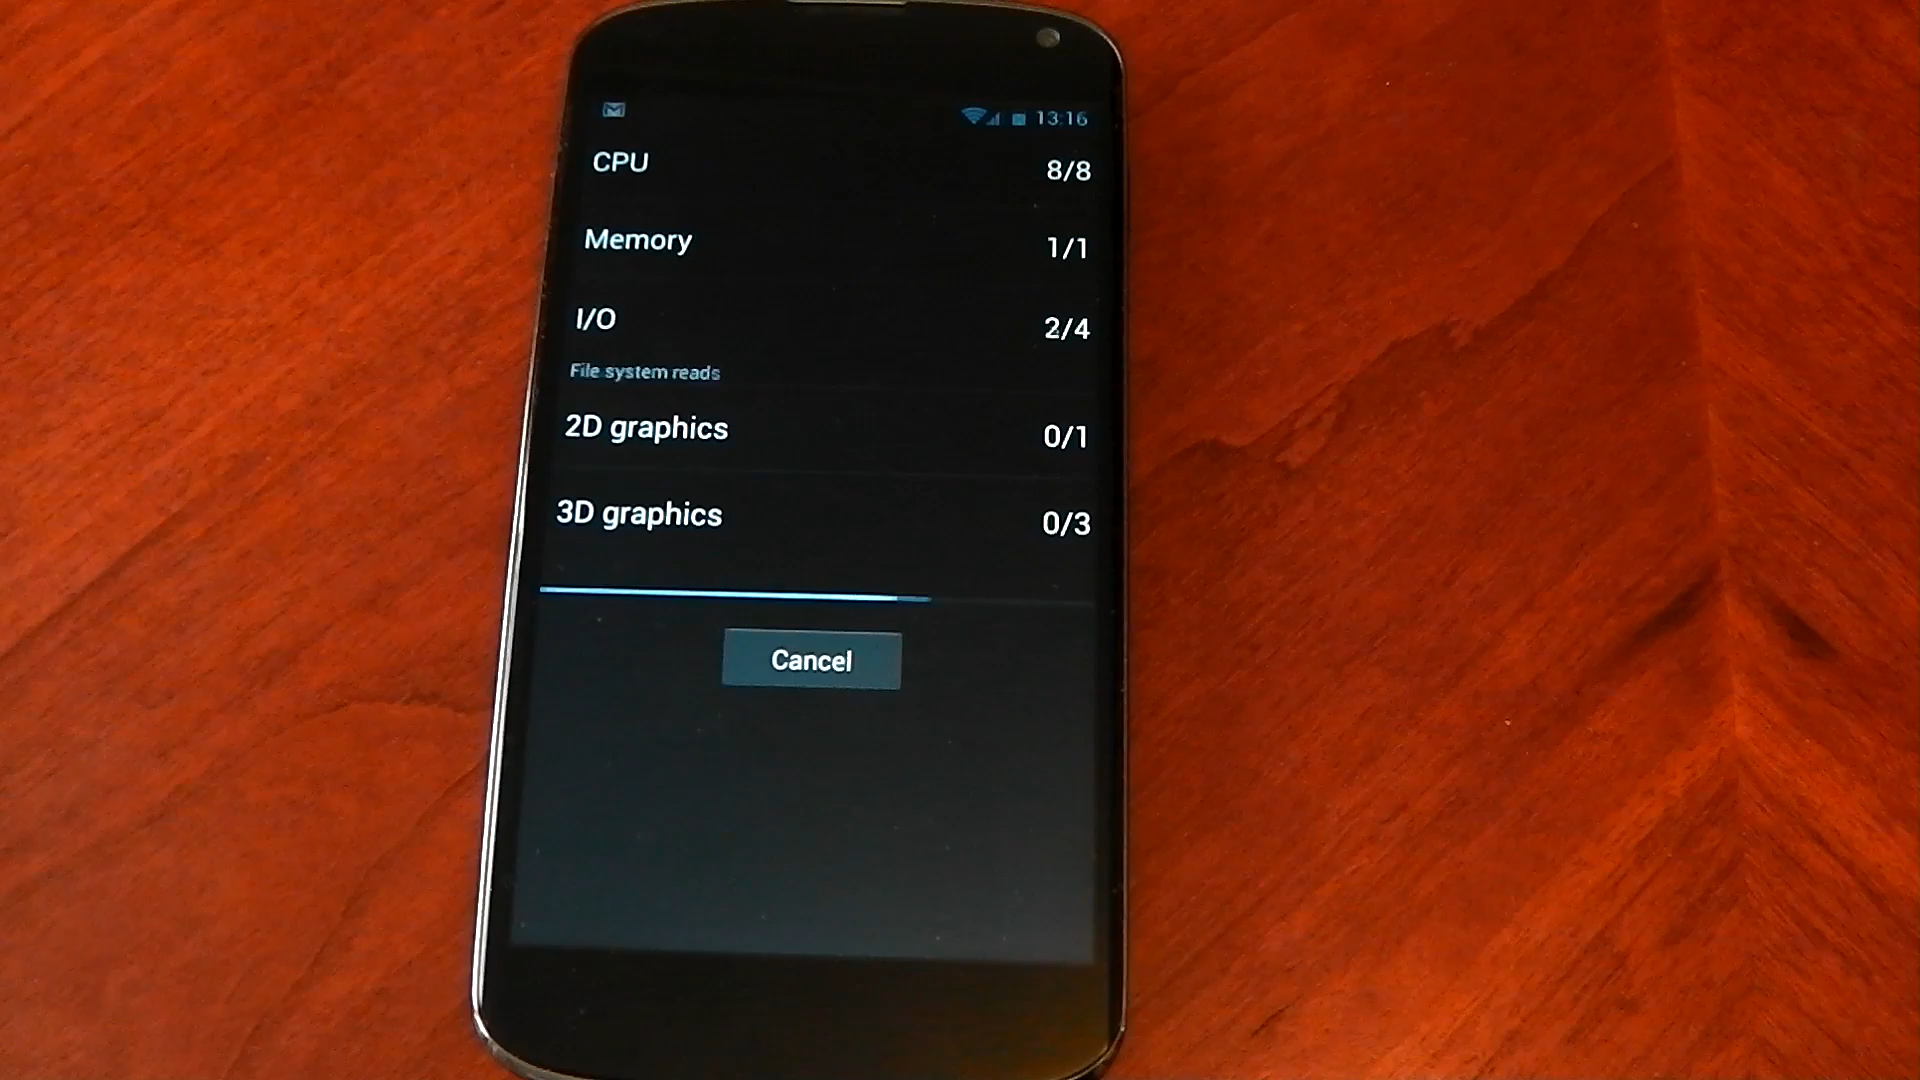 13:16
CPU 8/8
Memory 1/1
I/O 2/4
File system reads
2D graphics 0/1
3D graphics 0/3
Cancel